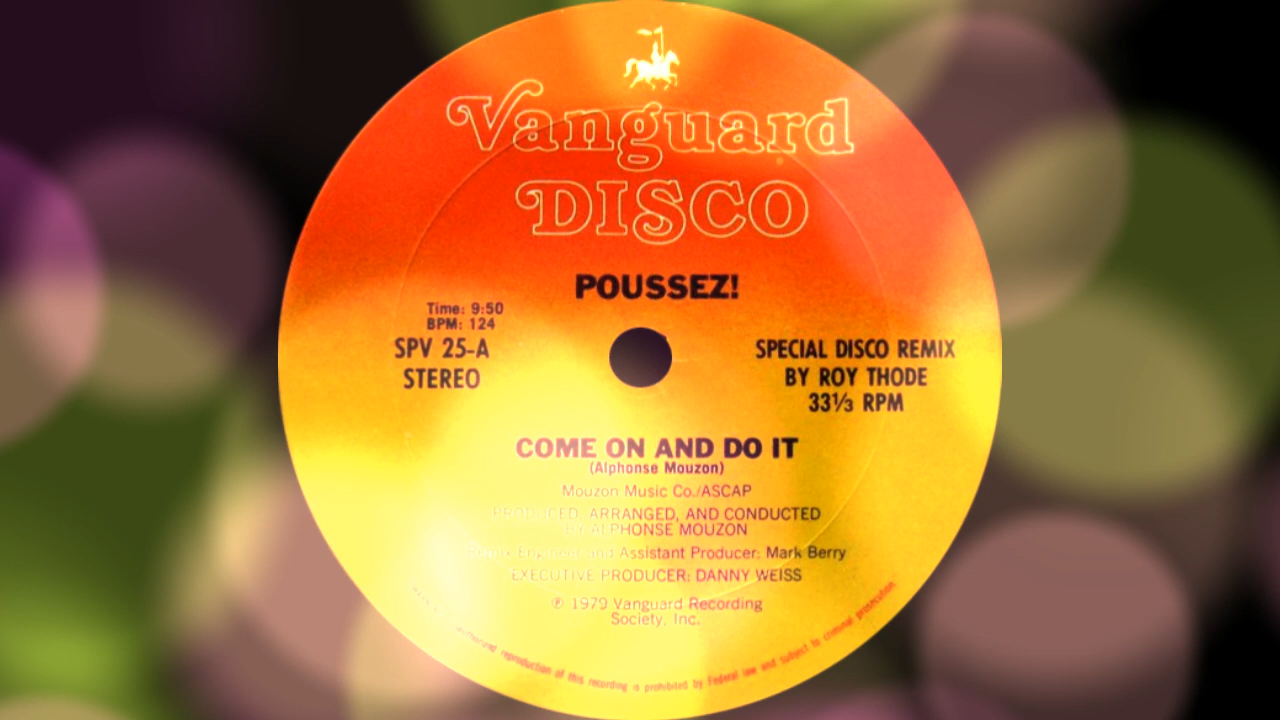 Vanguard
DISCO
POUSSEZ!
Time: 9:50
BPM: 124
SPV 25-A
STEREO
SPECIAL DISCO REMIX
BY ROY THODE
33⅓ RPM
COME ON AND DO IT
(Alphonse Mouzon)
Mouzon Music Co./ASCAP
PRODUCED, ARRANGED, AND CONDUCTED
BY ALPHONSE MOUZON
Remix Engineer and Assistant Producer: Mark Berry
EXECUTIVE PRODUCER: DANNY WEISS
℗ 1979 Vanguard Recording
Society, Inc.
reproduction of this recording is prohibited by Federal law and subject to criminal prosecution